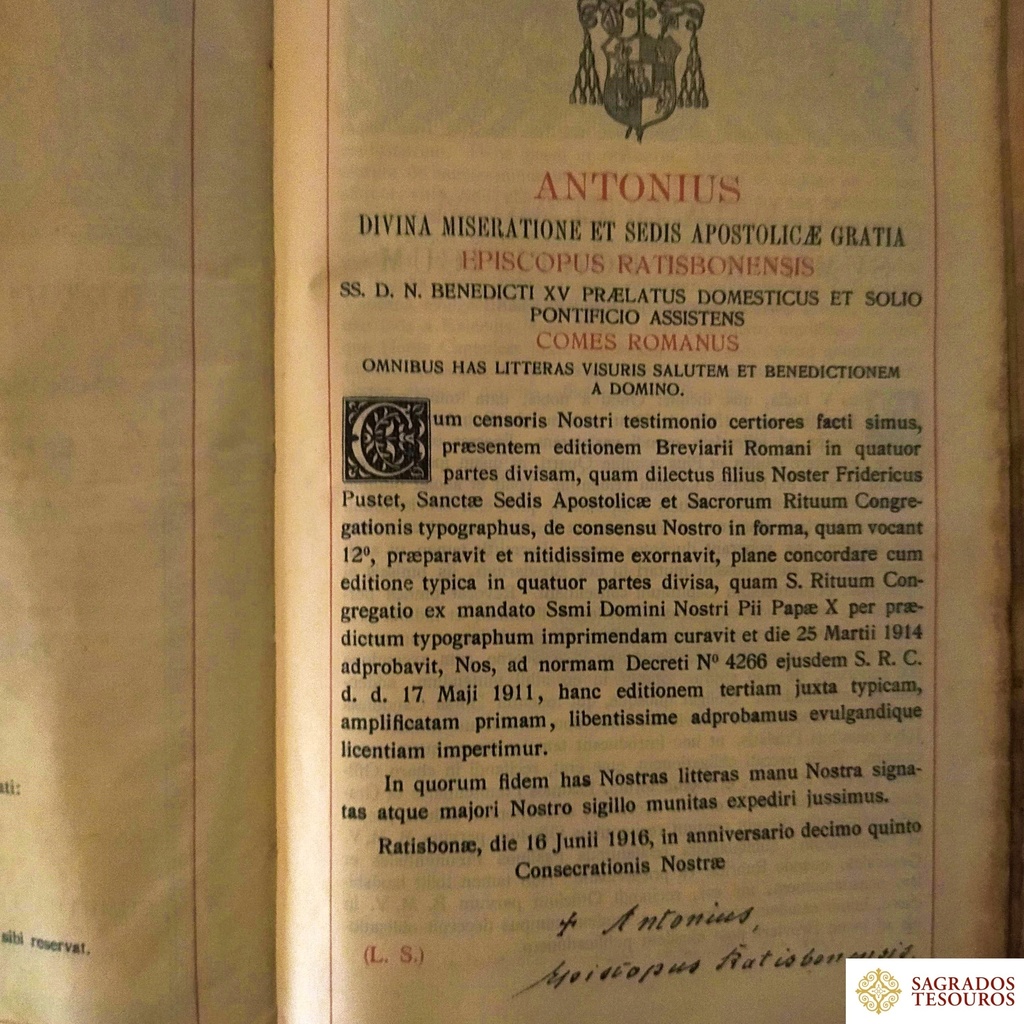 ati:
sibi reservat.
ANTONIUS
DIVINA MISERATIONE ET SEDIS APOSTOLICÆ GRATIA
EPISCOPUS RATISBONENSIS
SS. D. N. BENEDICTI XV PRÆLATUS DOMESTICUS ET SOLIO
PONTIFICIO ASSISTENS
COMES ROMANUS
OMNIBUS HAS LITTERAS VISURIS SALUTEM ET BENEDICTIONEM
A DOMINO.
Cum censoris Nostri testimonio certiores facti simus,
præsentem editionem Breviarii Romani in quatuor
partes divisam, quam dilectus filius Noster Fridericus
Pustet, Sanctæ Sedis Apostolicæ et Sacrorum Rituum Congre-
gationis typographus, de consensu Nostro in forma, quam vocant
12º, præparavit et nitidissime exornavit, plane concordare cum
editione typica in quatuor partes divisa, quam S. Rituum Con-
gregatio ex mandato Ssmi Domini Nostri Pii Papæ X per præ-
dictum typographum imprimendam curavit et die 25 Martii 1914
adprobavit, Nos, ad normam Decreti Nº 4266 ejusdem S. R. C.
d. d. 17 Maji 1911, hanc editionem tertiam juxta typicam,
amplificatam primam, libentissime adprobamus evulgandique
licentiam impertimur.
In quorum fidem has Nostras litteras manu Nostra signa-
tas atque majori Nostro sigillo munitas expediri jussimus.
Ratisbonæ, die 16 Junii 1916, in anniversario decimo quinto
Consecrationis Nostræ
+ Antonius,
(L. S.) Episcopus Ratisbonensis.
SAGRADOS
TESOUROS